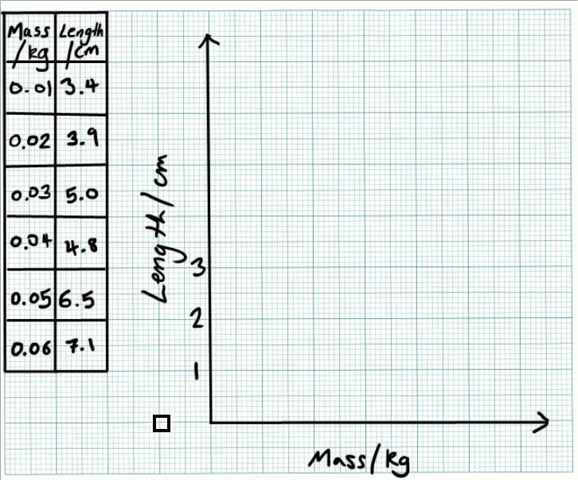 Mass Length
/kg /cm
0.01 3.4
0.02 3.9
0.03 5.0
0.04 4.8
0.05 6.5
0.06 7.1
Length/cm
3
2
1
Mass/kg